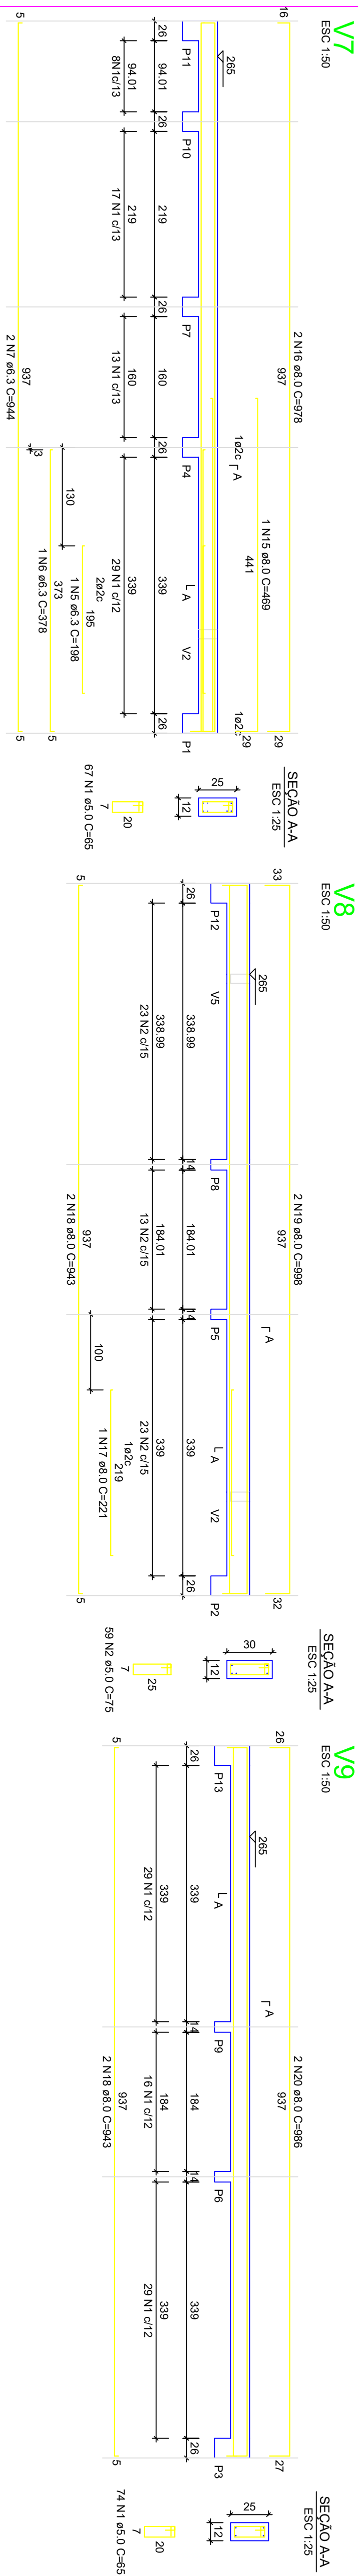 V7
ESC 1:50
2 N16 ø8.0 C=978
16
937
29
1 N15 ø8.0 C=469
441
29
265
1ø2c
Γ A
1ø2c
P11
P10
P7
P4
L A
V2
P1
26
94.01
26
219
26
160
26
339
26
94.01
219
160
339
8N1c/13
17 N1 c/13
13 N1 c/13
29 N1 c/12
2ø2c
195
1 N5 ø6.3 C=198
130
373
1 N6 ø6.3 C=378
13
5
937
2 N7 ø6.3 C=944
5
5
SEÇÃO A-A
ESC 1:25
25
12
20
7
67 N1 ø5.0 C=65
V8
ESC 1:50
2 N19 ø8.0 C=998
33
937
32
265
Γ A
P12
V5
P8
P5
L A
V2
P2
26
338.99
14
184.01
14
339
26
338.99
184.01
339
23 N2 c/15
13 N2 c/15
23 N2 c/15
1ø2c
219
1 N17 ø8.0 C=221
100
937
2 N18 ø8.0 C=943
5
5
SEÇÃO A-A
ESC 1:25
30
12
25
7
59 N2 ø5.0 C=75
V9
ESC 1:50
2 N20 ø8.0 C=986
26
937
27
265
Γ A
P13
L A
P9
P6
P3
26
339
14
184
14
339
26
339
184
339
29 N1 c/12
16 N1 c/12
29 N1 c/12
937
2 N18 ø8.0 C=943
5
5
SEÇÃO A-A
ESC 1:25
25
12
20
7
74 N1 ø5.0 C=65